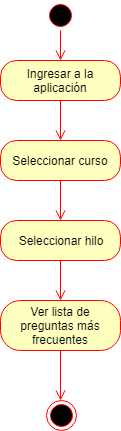 Ingresar a la
aplicación
Seleccionar curso
Seleccionar hilo
Ver lista de
preguntas más
frecuentes